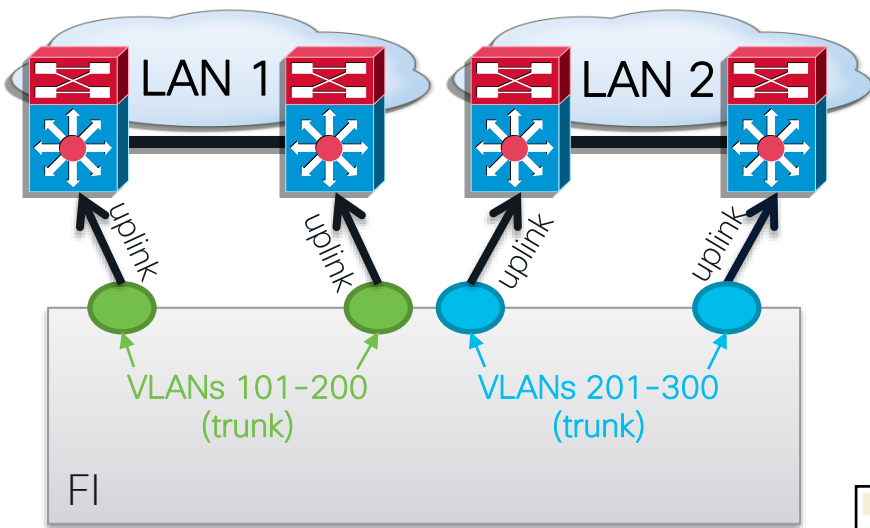 LAN 1
LAN 2
uplink
uplink
uplink
uplink
VLANs 101-200
(trunk)
VLANs 201-300
(trunk)
FI